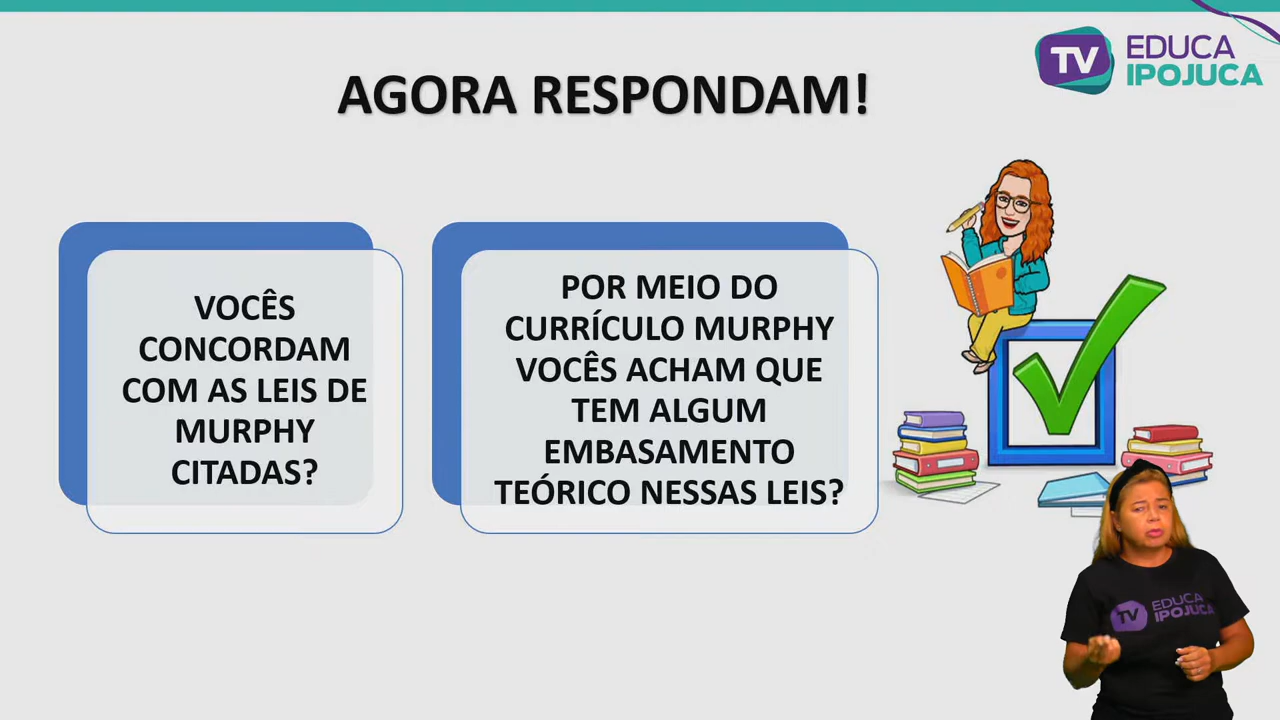 TV EDUCA
IPOJUCA
AGORA RESPONDAM!
VOCÊS
CONCORDAM
COM AS LEIS DE
MURPHY
CITADAS?
POR MEIO DO
CURRÍCULO MURPHY
VOCÊS ACHAM QUE
TEM ALGUM
EMBASAMENTO
TEÓRICO NESSAS LEIS?
TV EDUCA
IPOJUCA